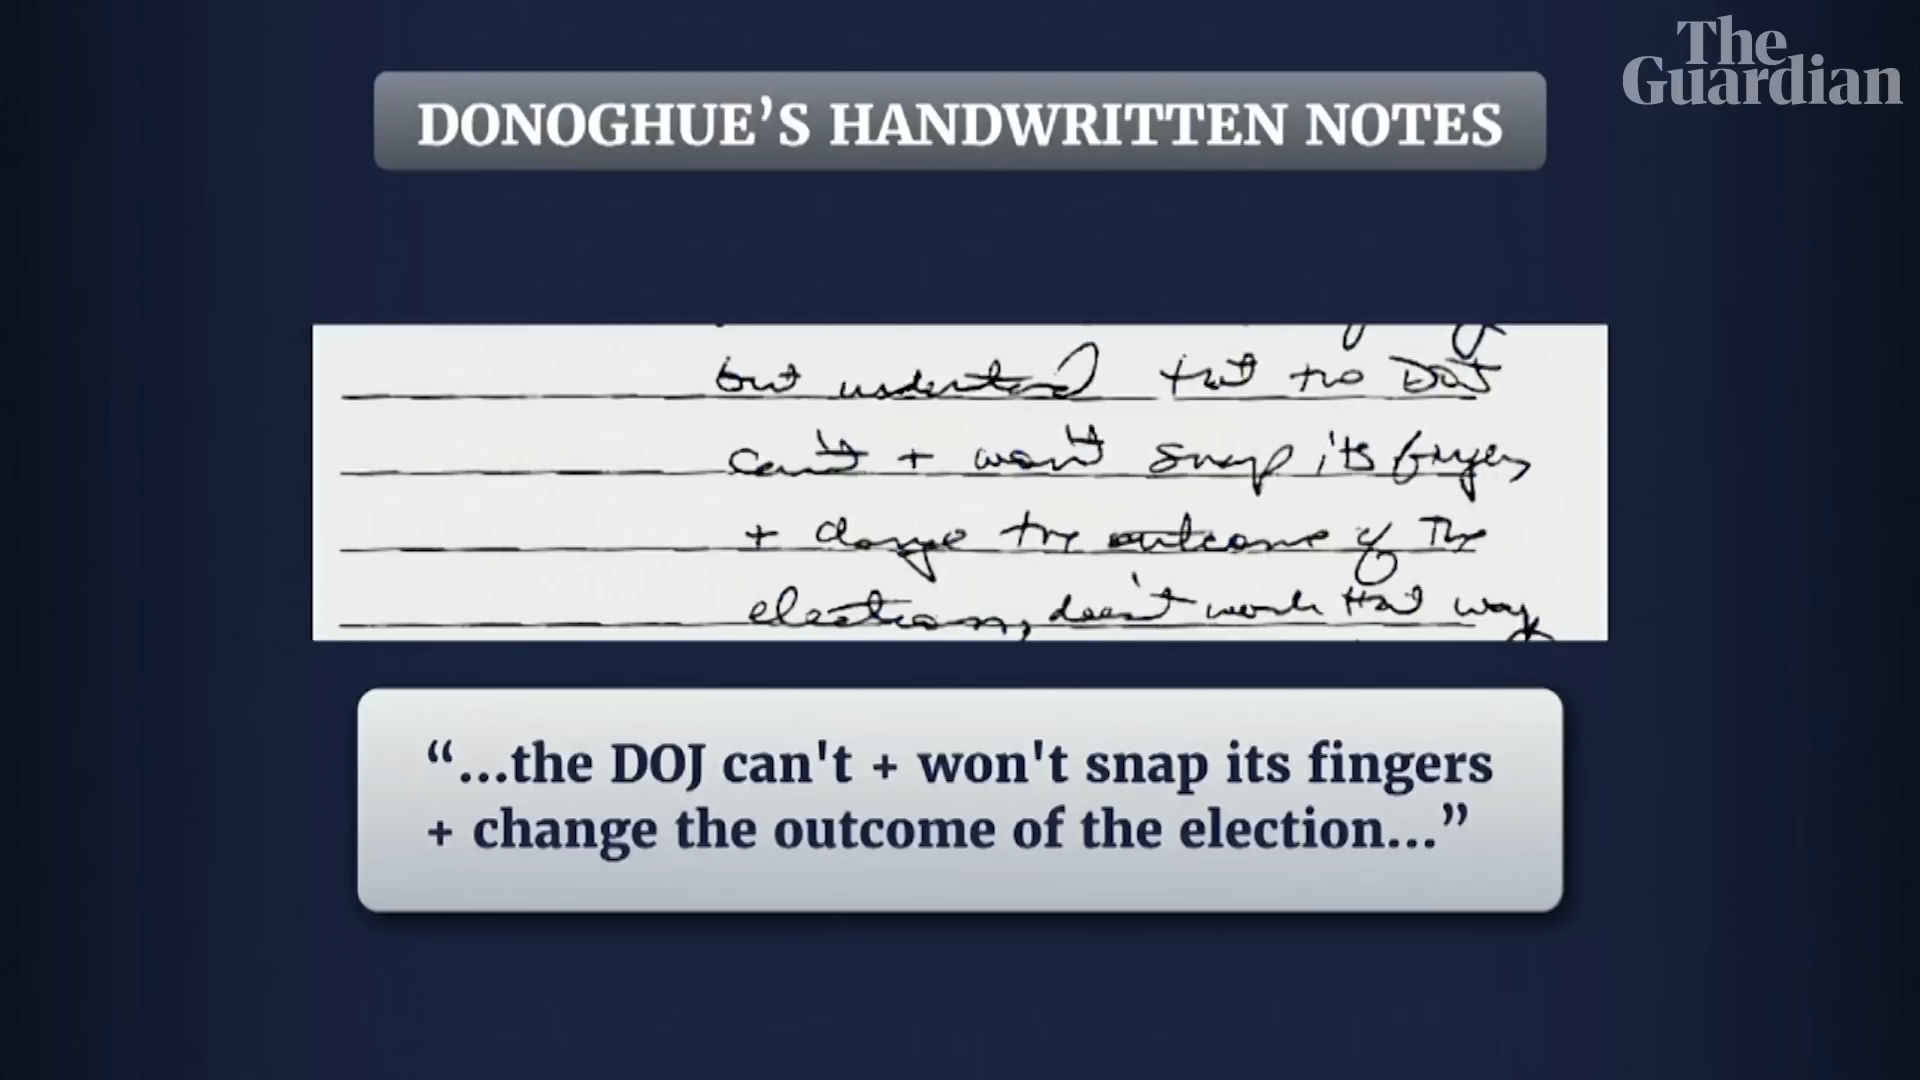 The
Guardian
DONOGHUE’S HANDWRITTEN NOTES
but understand that the DOJ
can't + won't snap its fingers
+ change the outcome of the
election, doesn't work that way
“...the DOJ can't + won't snap its fingers
+ change the outcome of the election...”